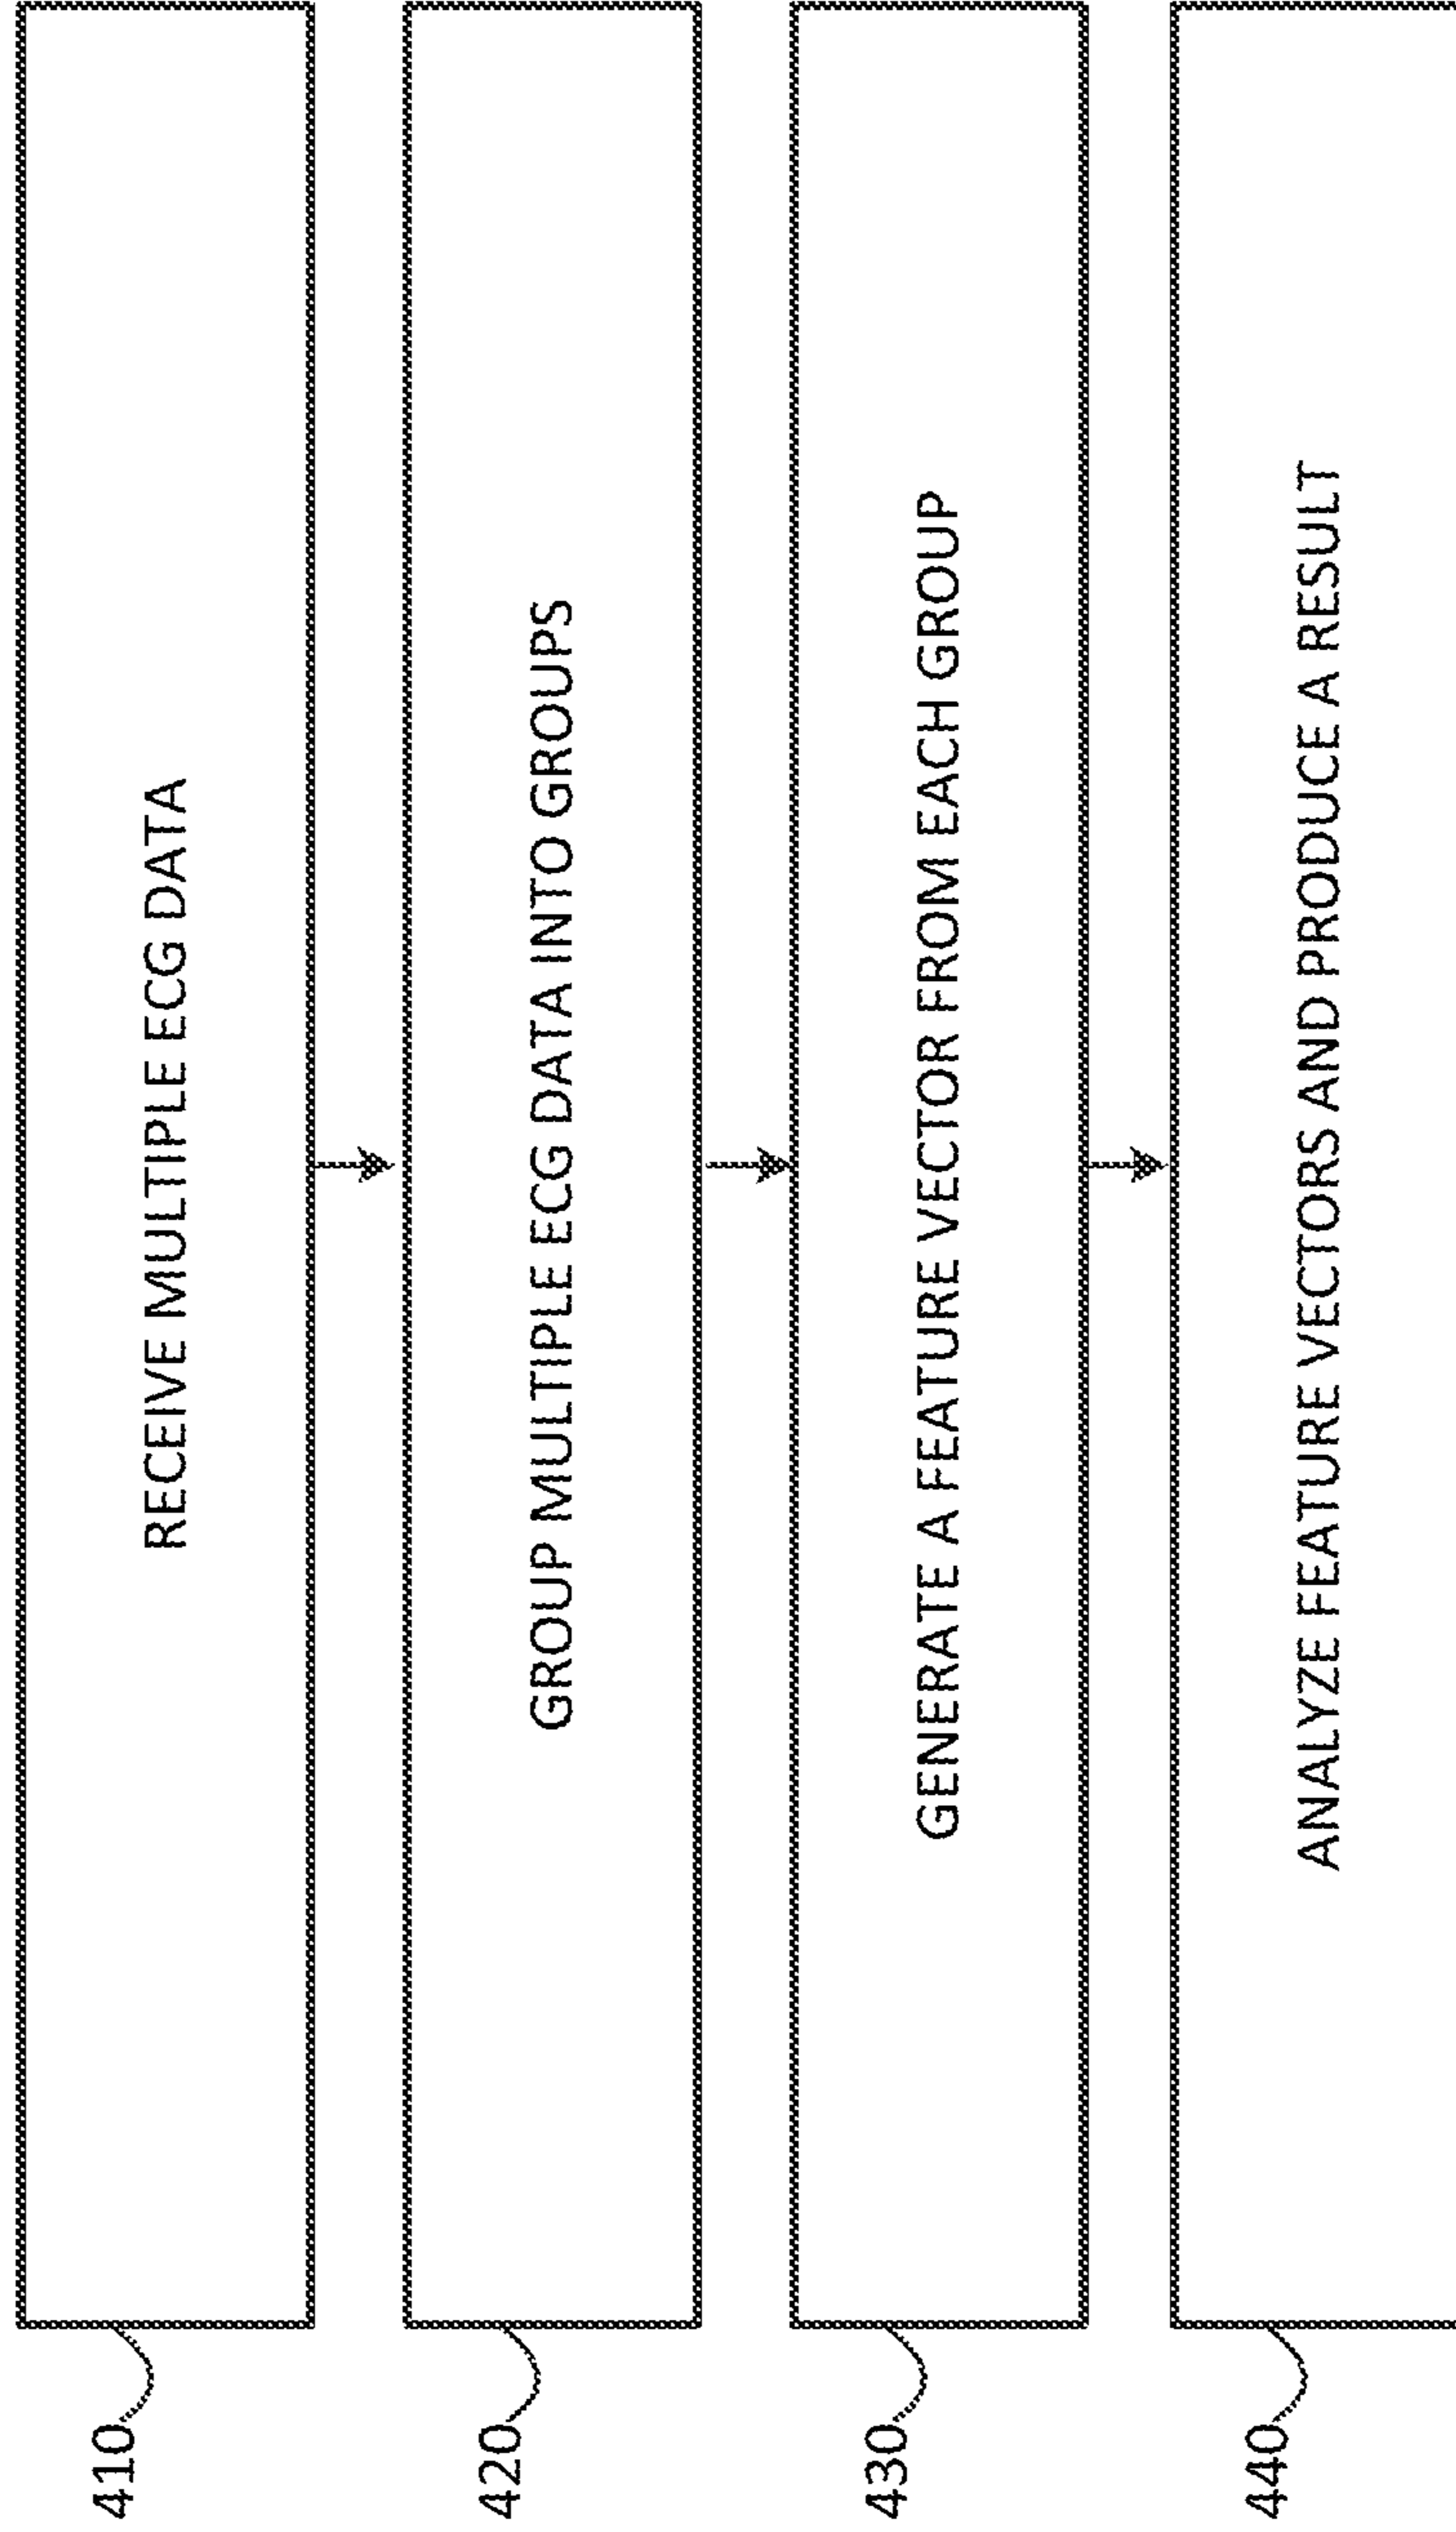 410
RECEIVE MULTIPLE ECG DATA
420
GROUP MULTIPLE ECG DATA INTO GROUPS
430
GENERATE A FEATURE VECTOR FROM EACH GROUP
440
ANALYZE FEATURE VECTORS AND PRODUCE A RESULT